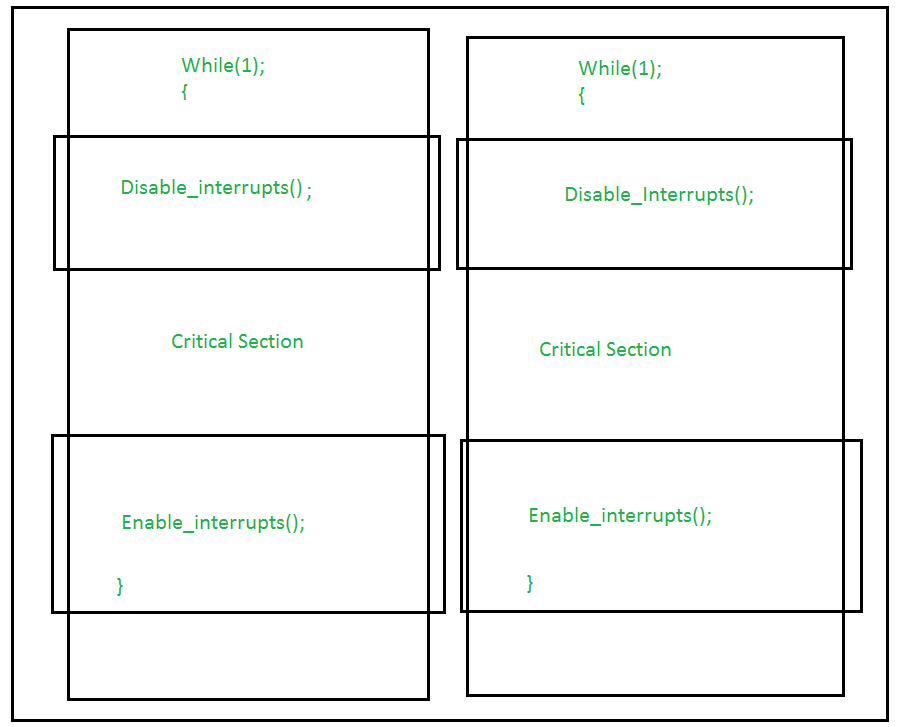 While(1);
{
Disable_interrupts() ;
Critical Section
Enable_interrupts();
}
While(1);
{
Disable_Interrupts();
Critical Section
Enable_interrupts();
}